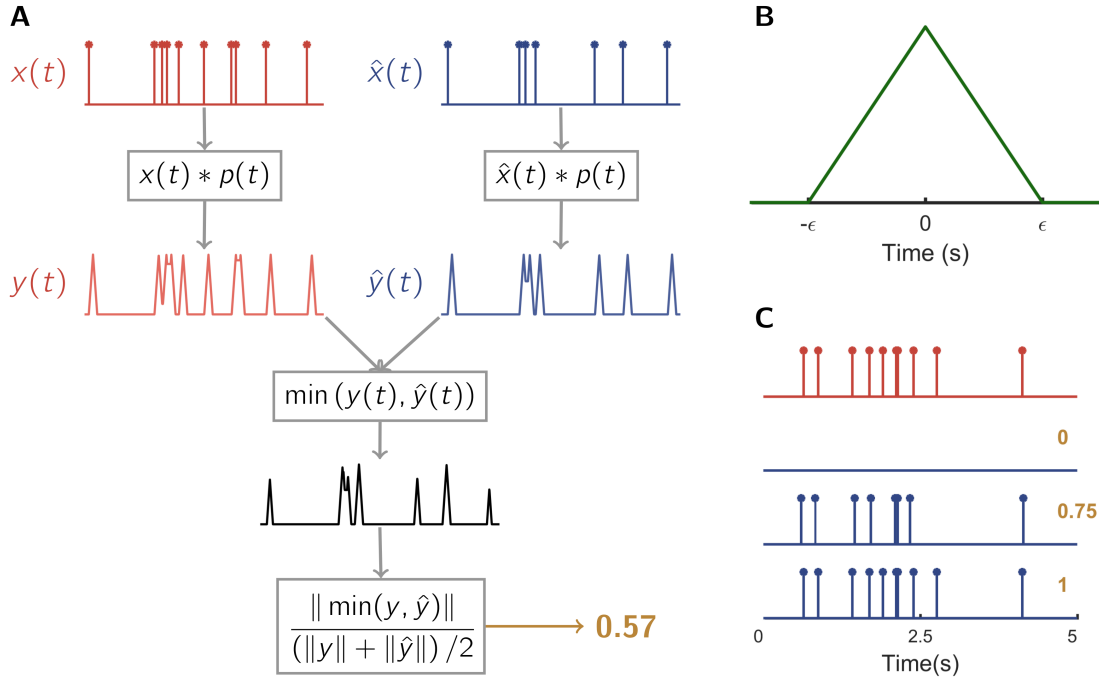 A
x(t)
x̂(t)
x(t) ∗ p(t)
x̂(t) ∗ p(t)
y(t)
ŷ(t)
min (y(t), ŷ(t))
‖ min(y, ŷ)‖
(‖y‖ + ‖ŷ‖) /2
0.57
B
-ϵ
0
ϵ
Time (s)
C
0
0.75
1
0
2.5
5
Time(s)